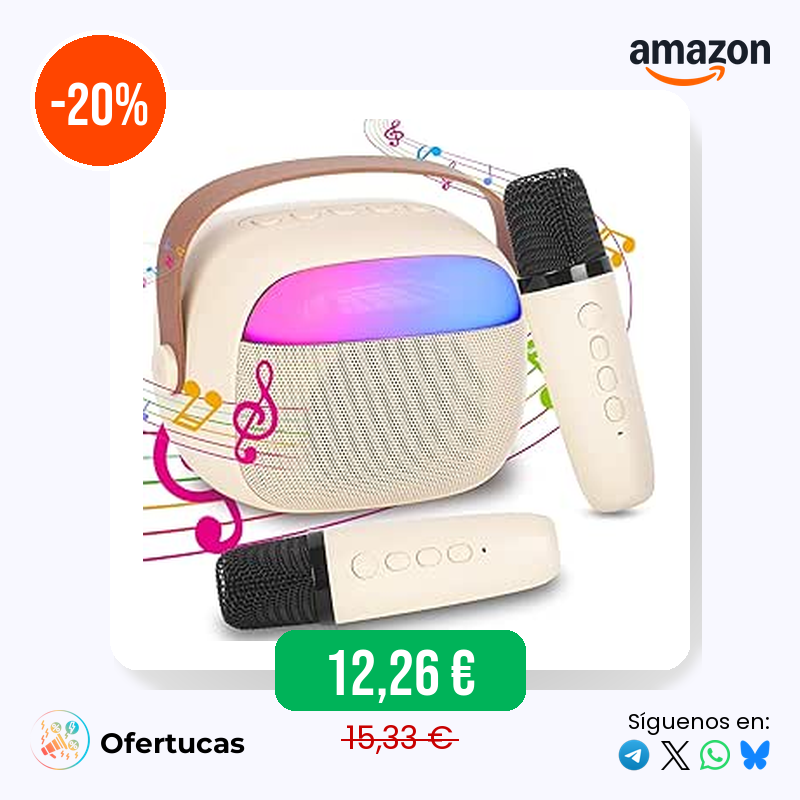 -20%
amazon
12,26 €
15,33 €
Ofertucas
Síguenos en: